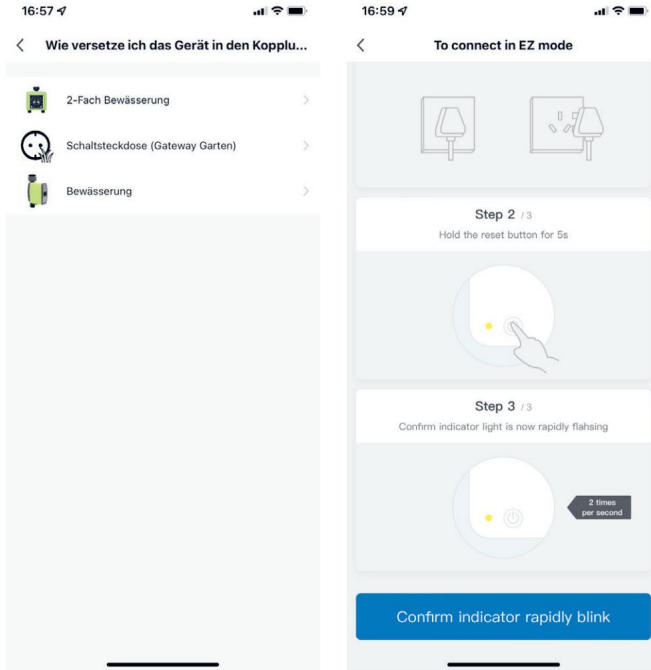 16:57
Wie versetze ich das Gerät in den Kopplu...
2-Fach Bewässerung
Schaltsteckdose (Gateway Garten)
Bewässerung
16:59
To connect in EZ mode
Step 2 / 3
Hold the reset button for 5s
Step 3 / 3
Confirm indicator light is now rapidly flahsing
2 times
per second
Confirm indicator rapidly blink